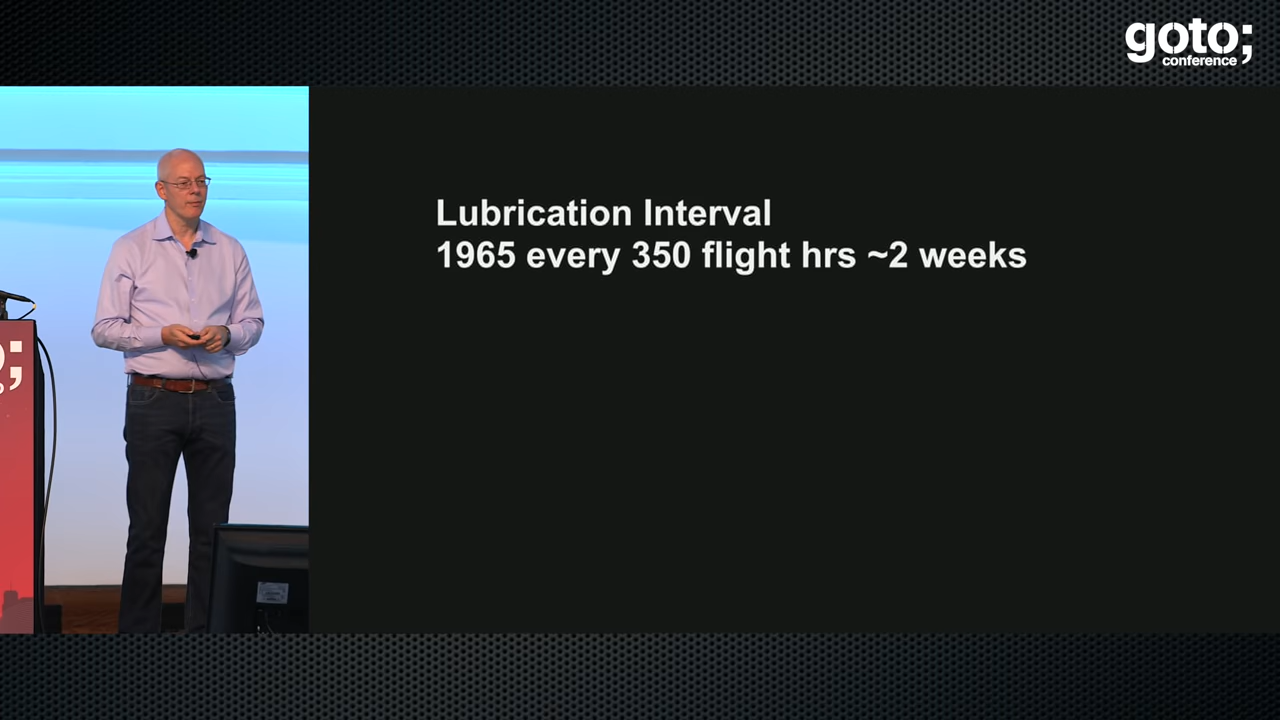 goto;
conference
Lubrication Interval
1965 every 350 flight hrs ~2 weeks